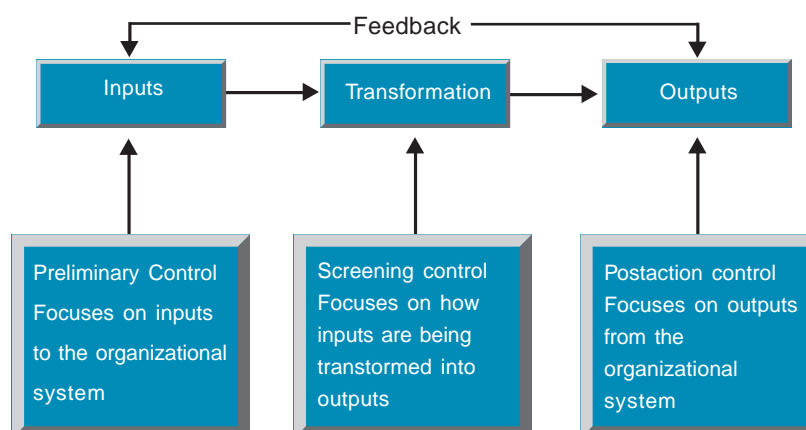 Feedback
Inputs
Transformation
Outputs
Preliminary Control
Focuses on inputs
to the organizational
system
Screening control
Focuses on how
inputs are being
transtormed into
outputs
Postaction control
Focuses on outputs
from the
organizational
system